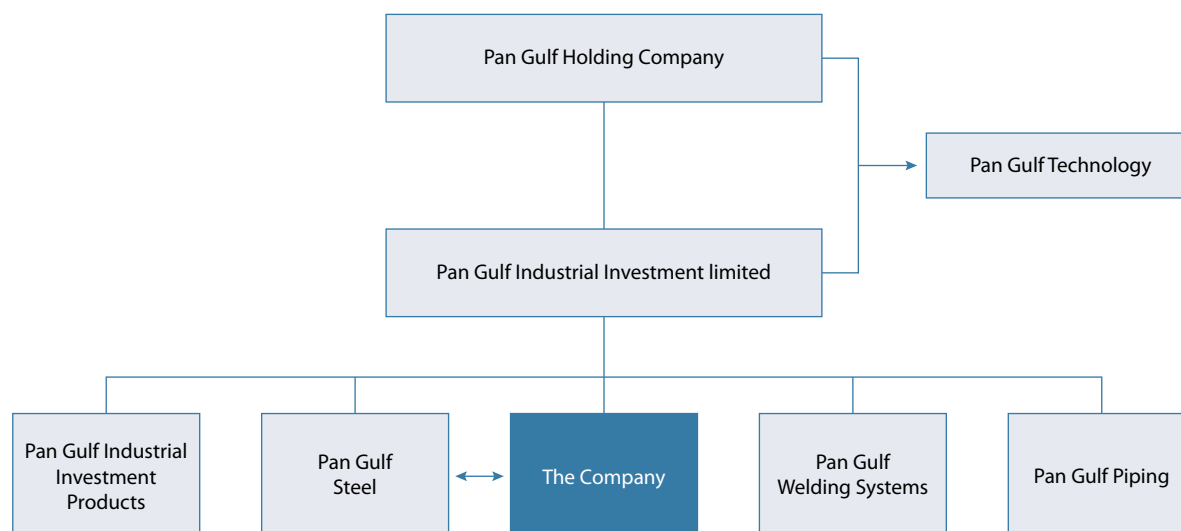 Pan Gulf Holding Company
Pan Gulf Technology
Pan Gulf Industrial Investment limited
Pan Gulf Industrial
Investment
Products
Pan Gulf
Steel
The Company
Pan Gulf
Welding Systems
Pan Gulf Piping